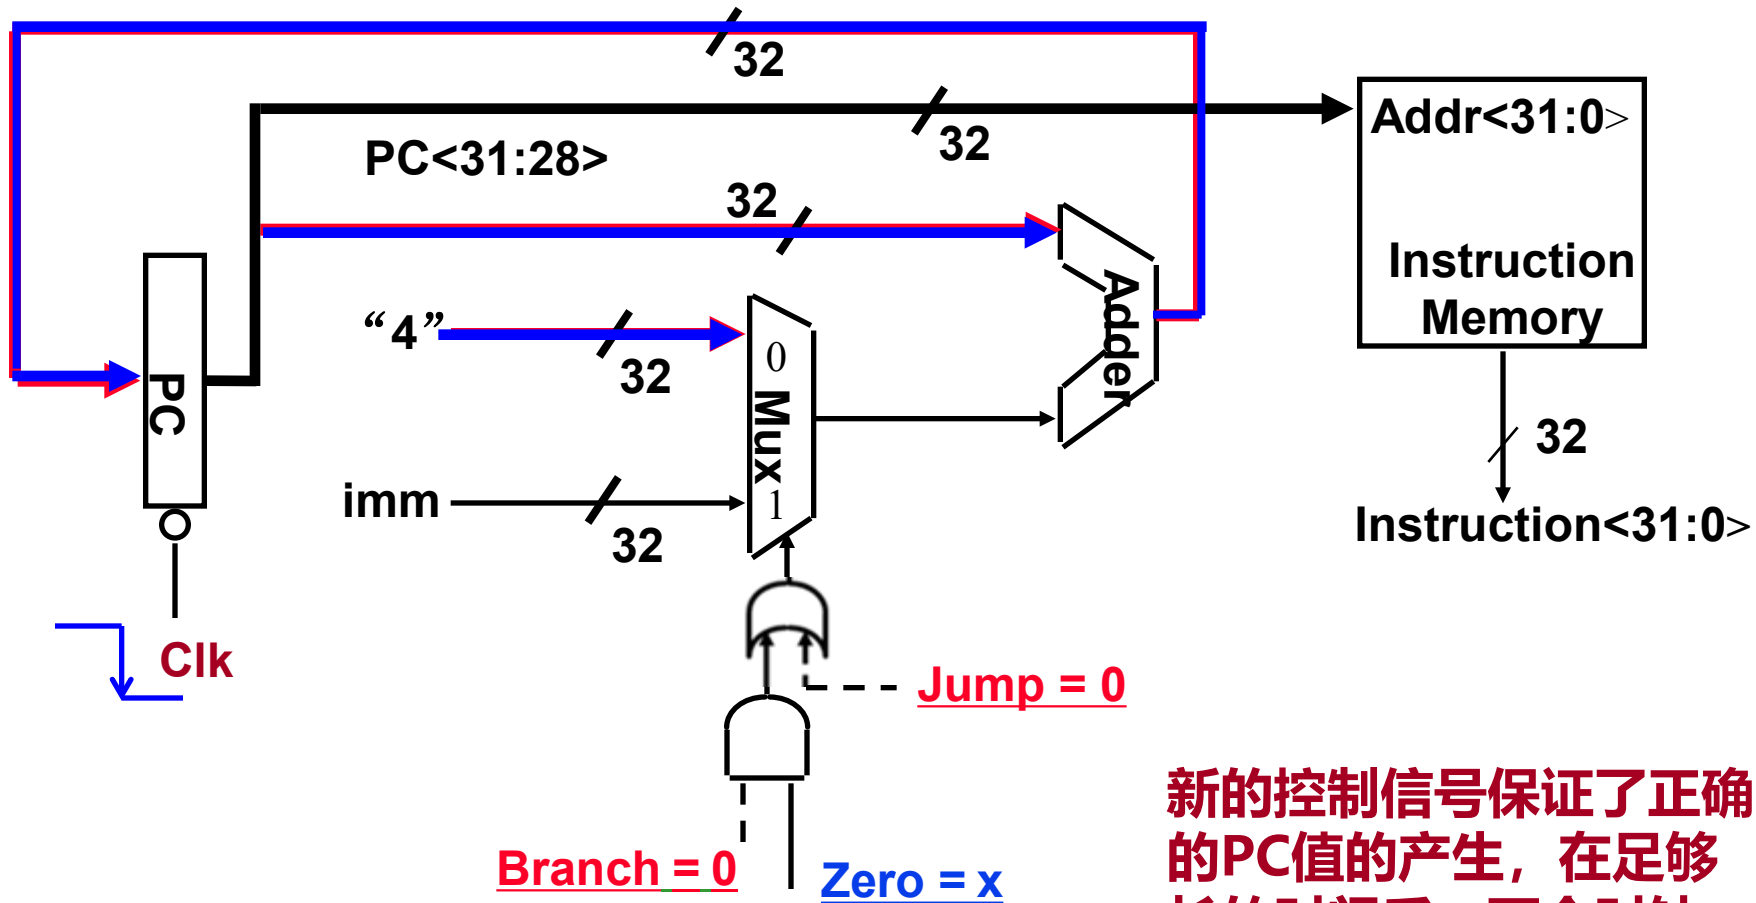 32
Addr<31:0>
32
PC<31:28>
32
Instruction
Memory
“4”
Adder
0
32
PC
Mux
32
imm
1
Instruction<31:0>
32
Clk
Jump = 0
新的控制信号保证了正确
的PC值的产生，在足够
Branch = 0
Zero = x